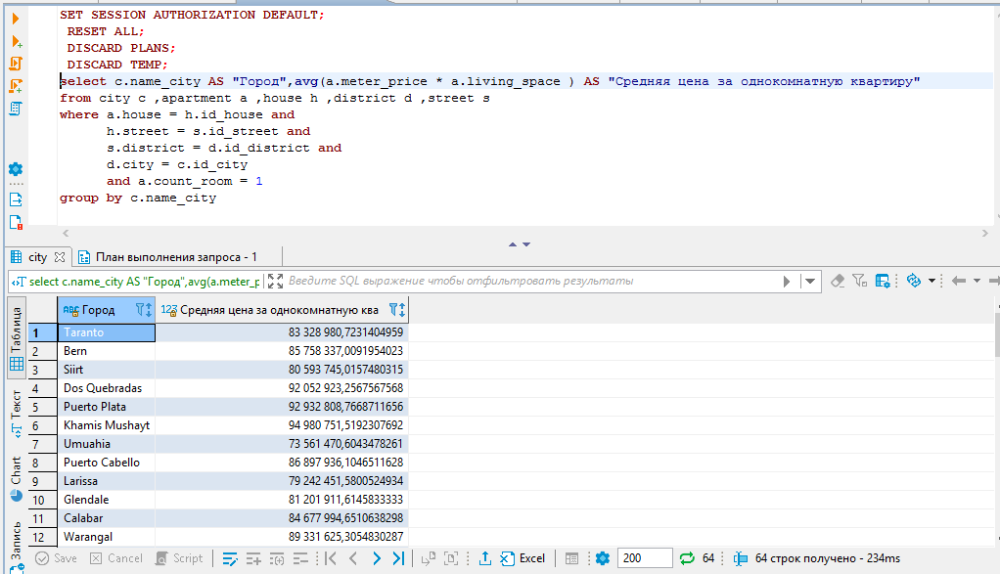 SET SESSION AUTHORIZATION DEFAULT;
RESET ALL;
DISCARD PLANS;
DISCARD TEMP;
select c.name_city AS "Город",avg(a.meter_price * a.living_space ) AS "Средняя цена за однокомнатную квартиру"
from city c ,apartment a ,house h ,district d ,street s
where a.house = h.id_house and
h.street = s.id_street and
s.district = d.id_district and
d.city = c.id_city
and a.count_room = 1
group by c.name_city
city План выполнения запроса - 1
select c.name_city AS "Город",avg(a.meter_p Введите SQL выражение чтобы отфильтровать результаты
Таблица
Текст
Chart
Запись
ABC Город 123 Средняя цена за однокомнатную ква
1 Taranto 83 328 980,7231404959
2 Bern 85 758 337,0091954023
3 Siirt 80 593 745,0157480315
4 Dos Quebradas 92 052 923,2567567568
5 Puerto Plata 92 932 808,7668711656
6 Khamis Mushayt 94 980 751,5192307692
7 Umuahia 73 561 470,6043478261
8 Puerto Cabello 86 897 936,1046511628
9 Larissa 79 242 451,5800524934
10 Glendale 81 201 911,6145833333
11 Calabar 84 677 994,6510638298
12 Warangal 89 331 625,3054830287
Save Cancel Script Excel 200 64 64 строк получено - 234ms